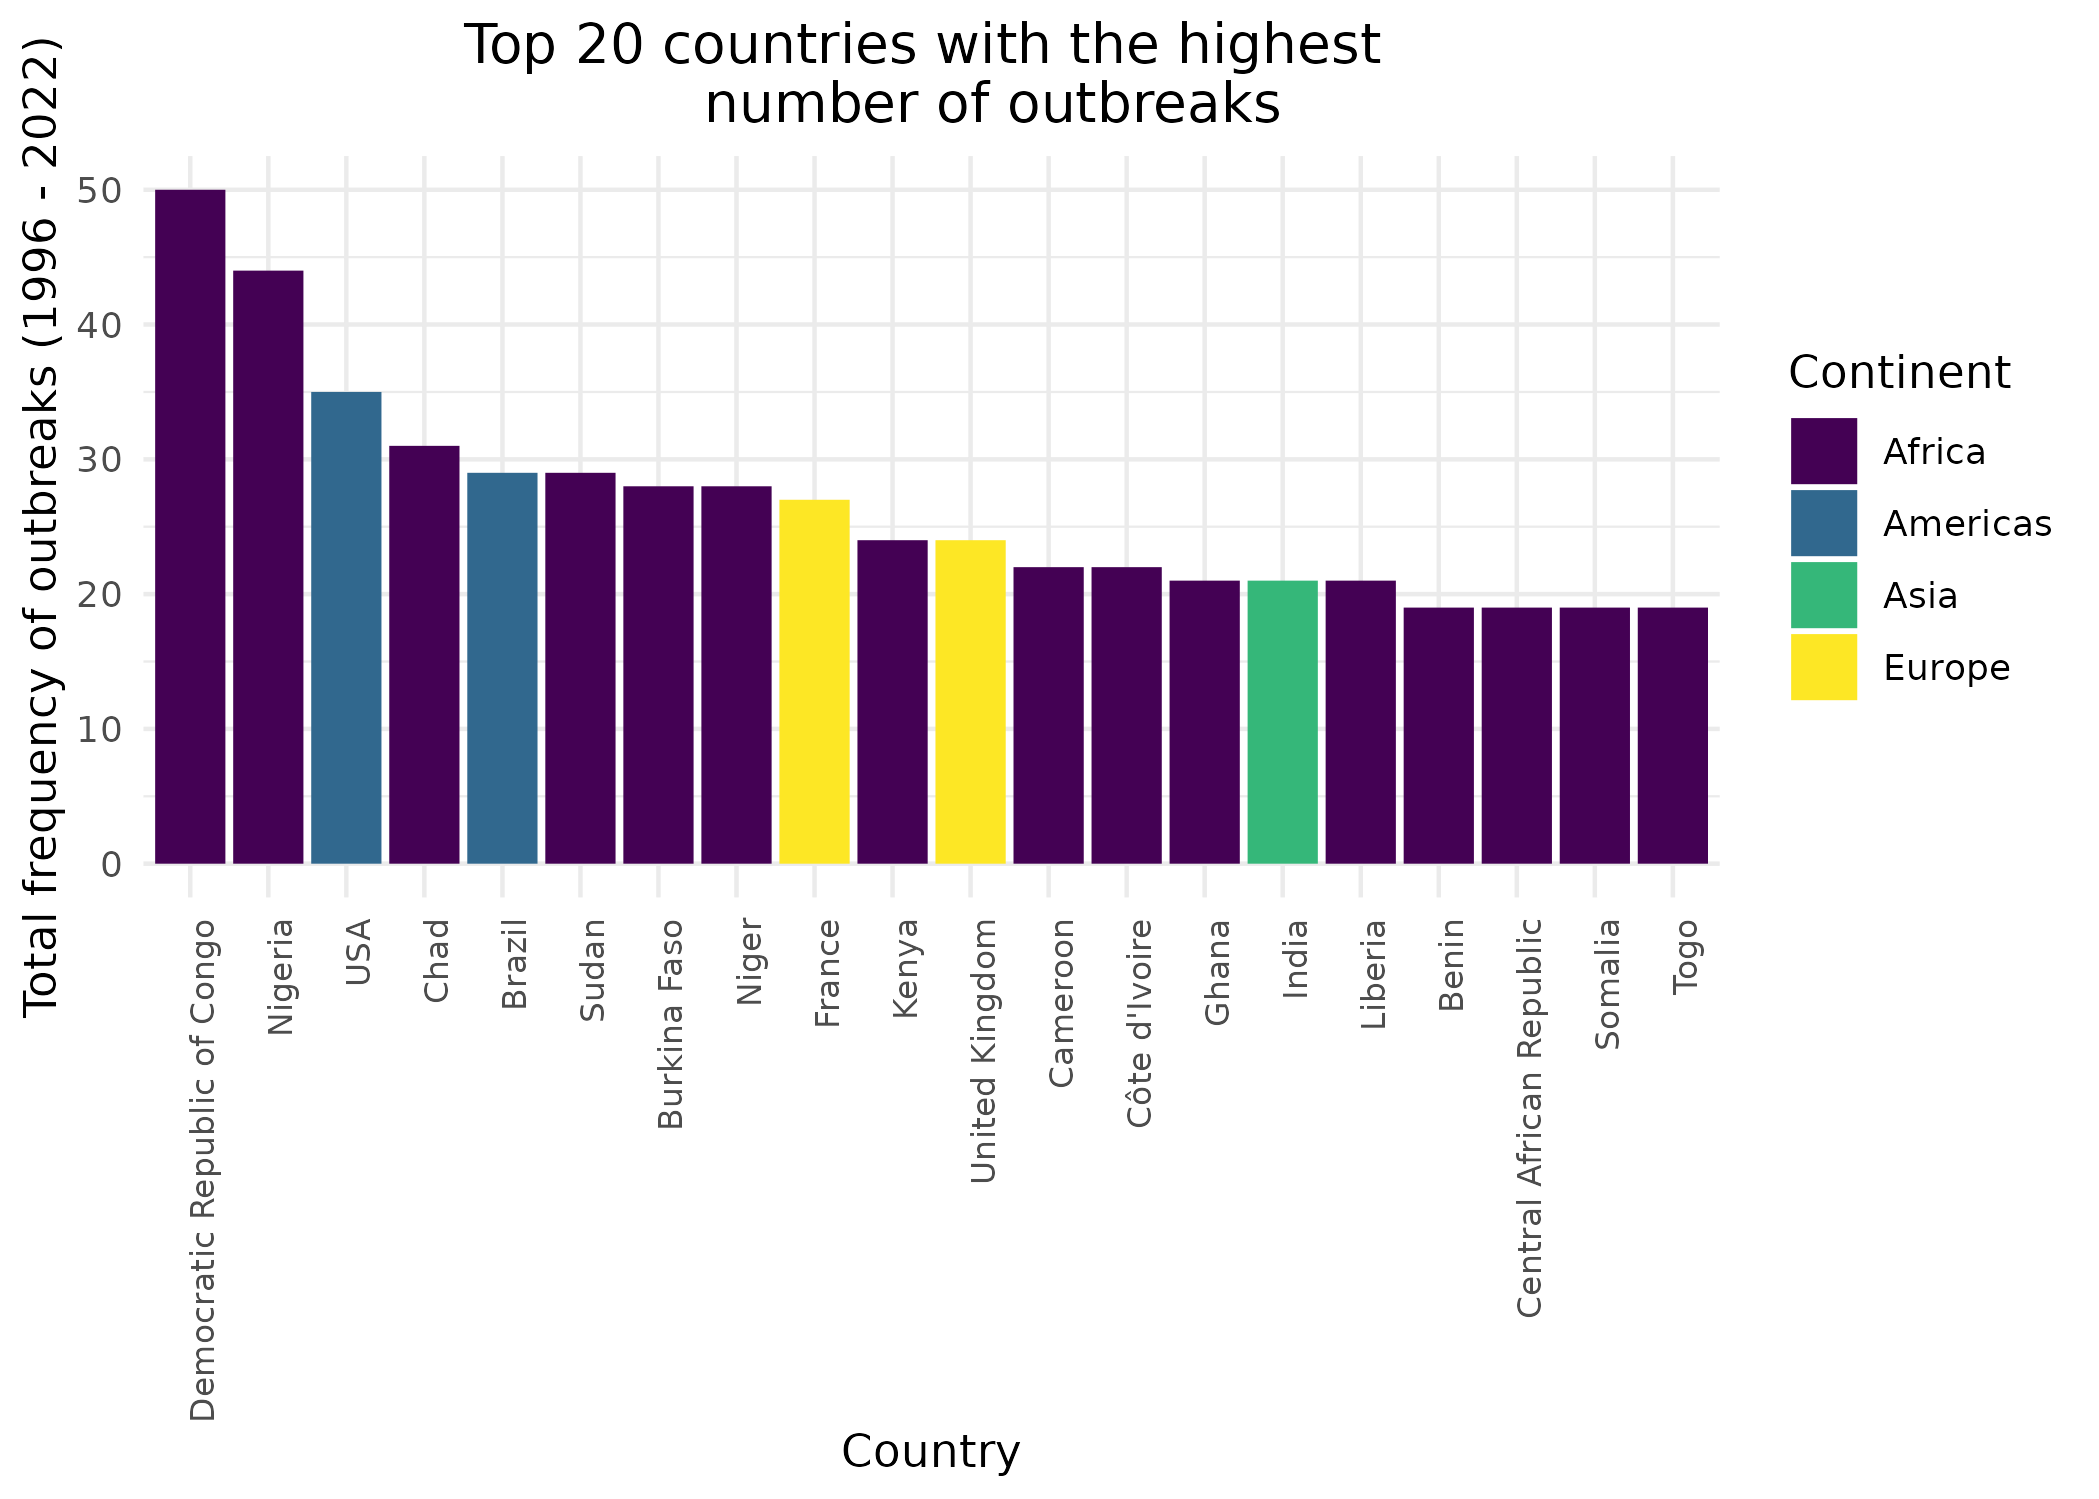 Top 20 countries with the highest
number of outbreaks
Total frequency of outbreaks (1996 - 2022)
50
40
30
20
10
0
Democratic Republic of Congo
Nigeria
USA
Chad
Brazil
Sudan
Burkina Faso
Niger
France
Kenya
United Kingdom
Cameroon
Côte d'Ivoire
Ghana
India
Liberia
Benin
Central African Republic
Somalia
Togo
Country
Continent
Africa
Americas
Asia
Europe